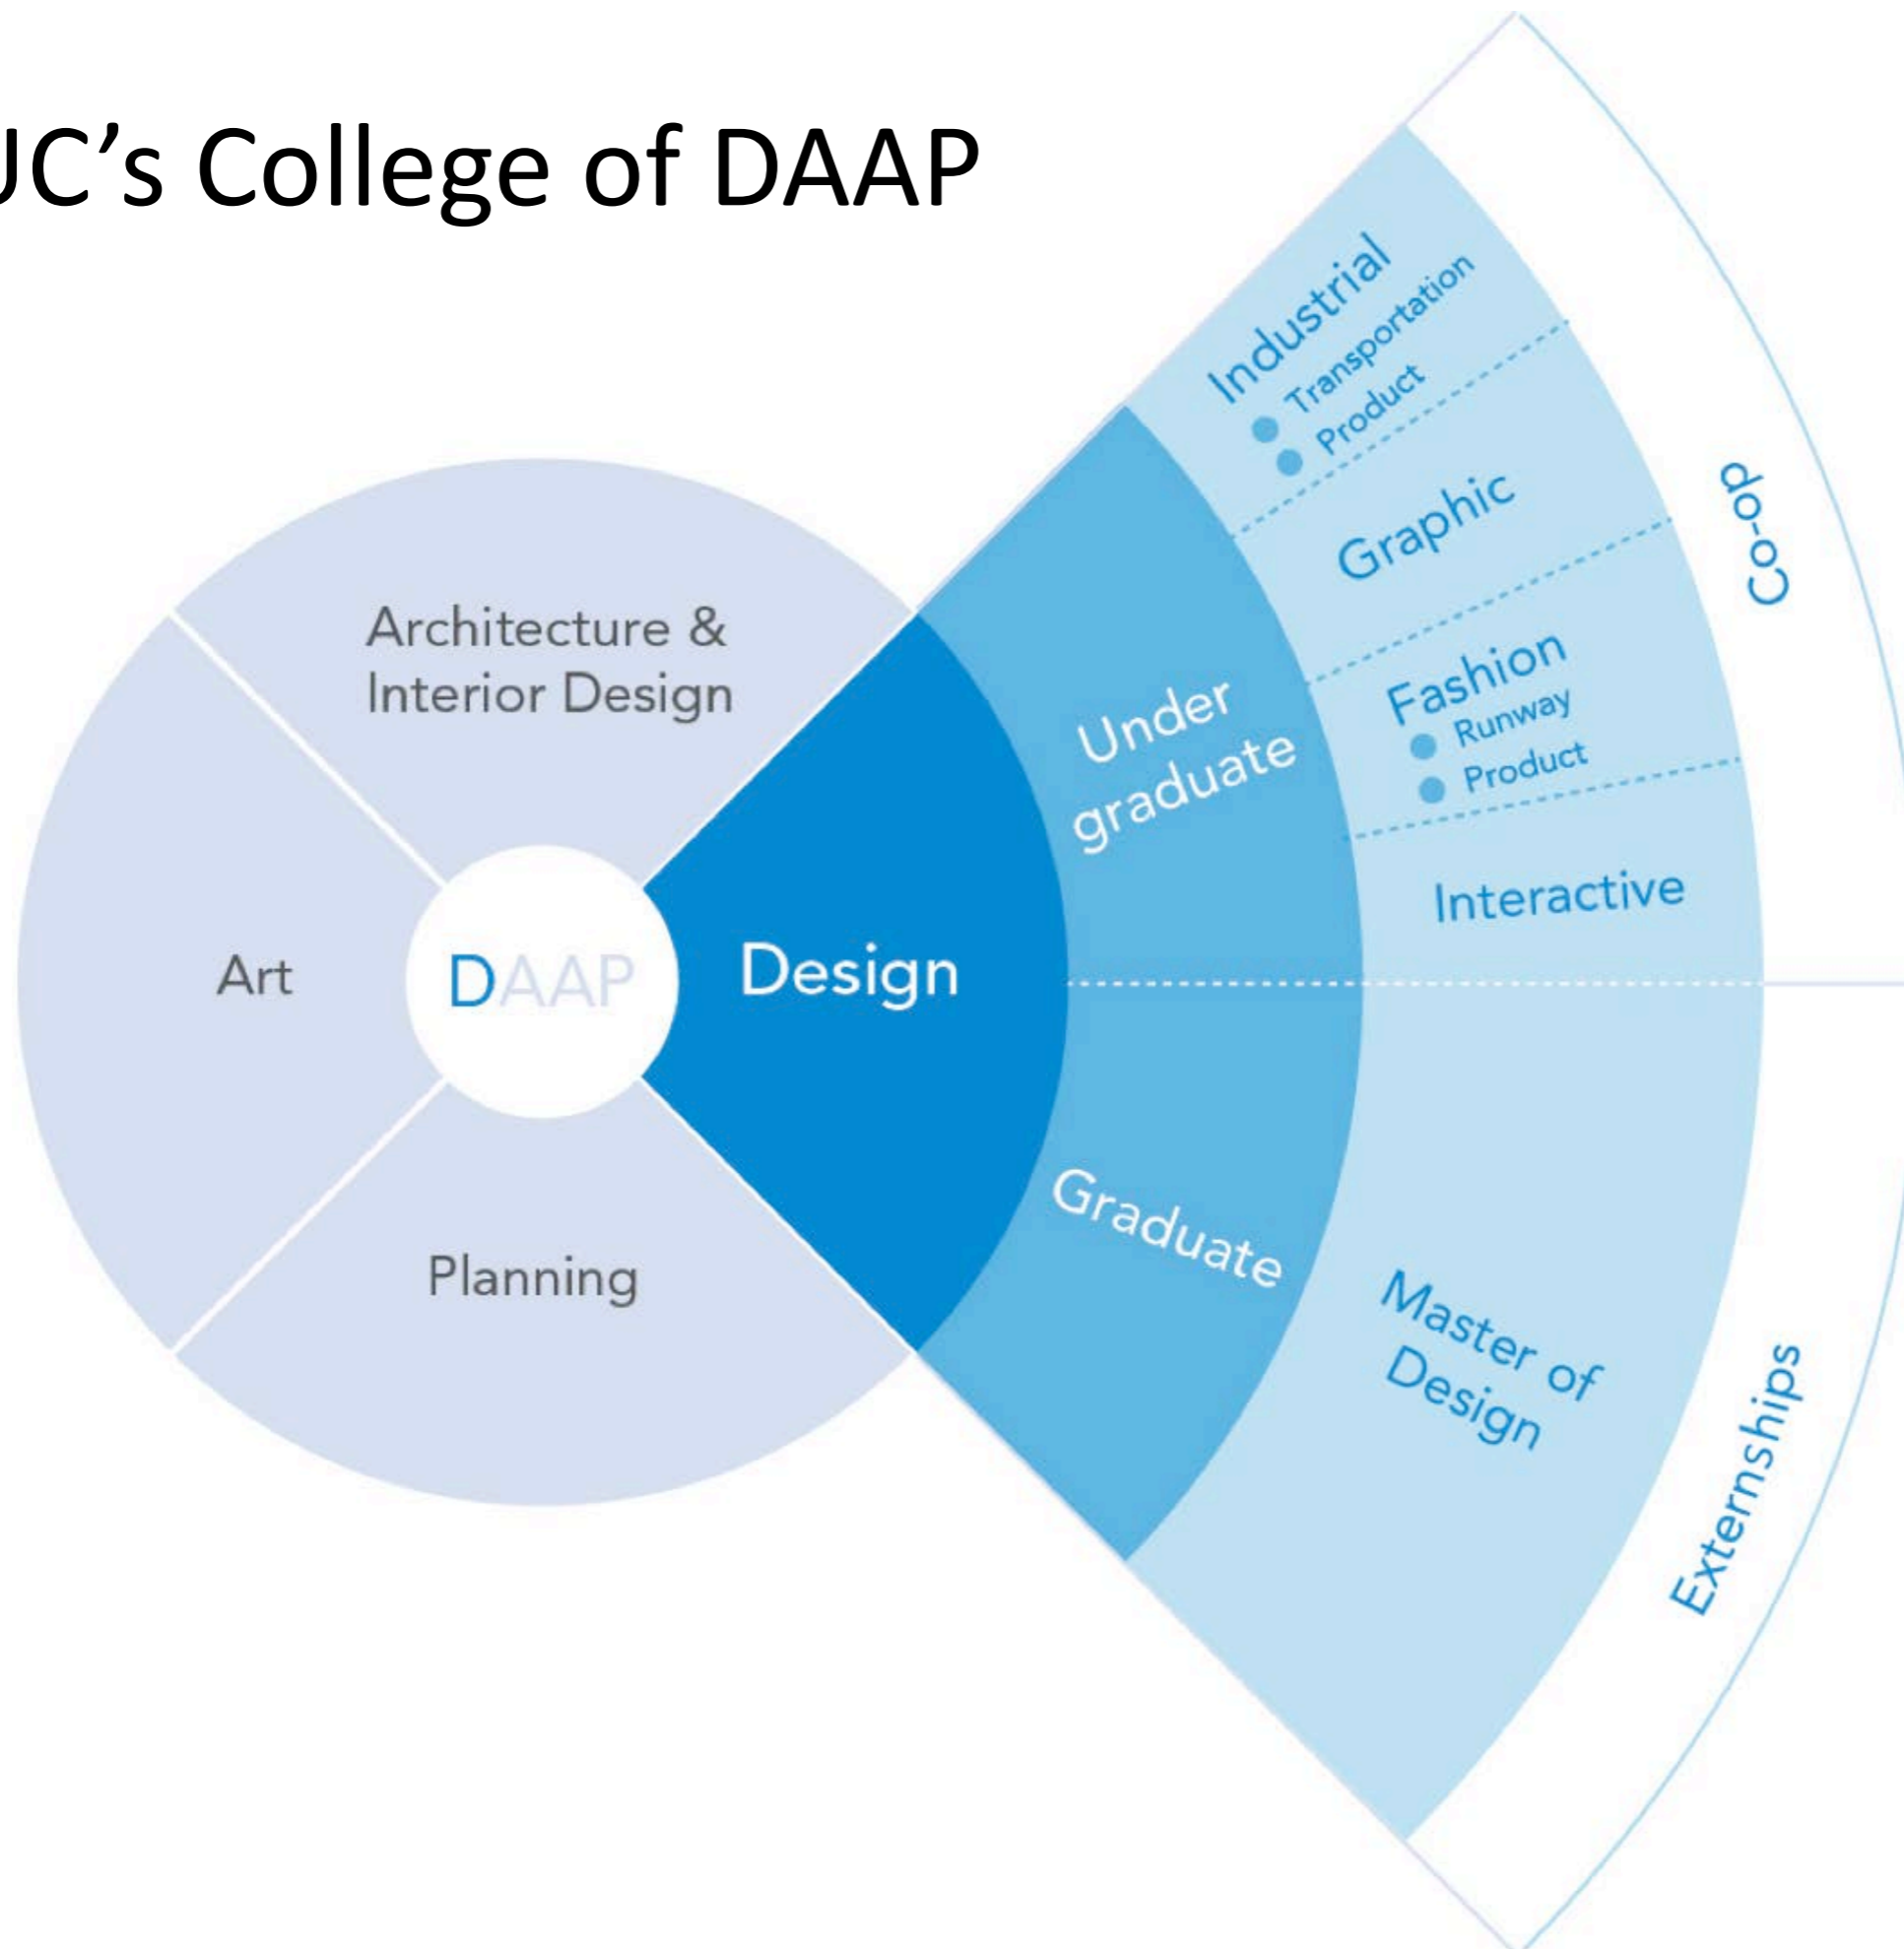 UC’s College of DAAP
Architecture &
Interior Design
Art
DAAP
Design
Planning
Under
graduate
Graduate
Industrial
Transportation
Product
Graphic
Fashion
Runway
Product
Interactive
Master of
Design
Co-op
Externships